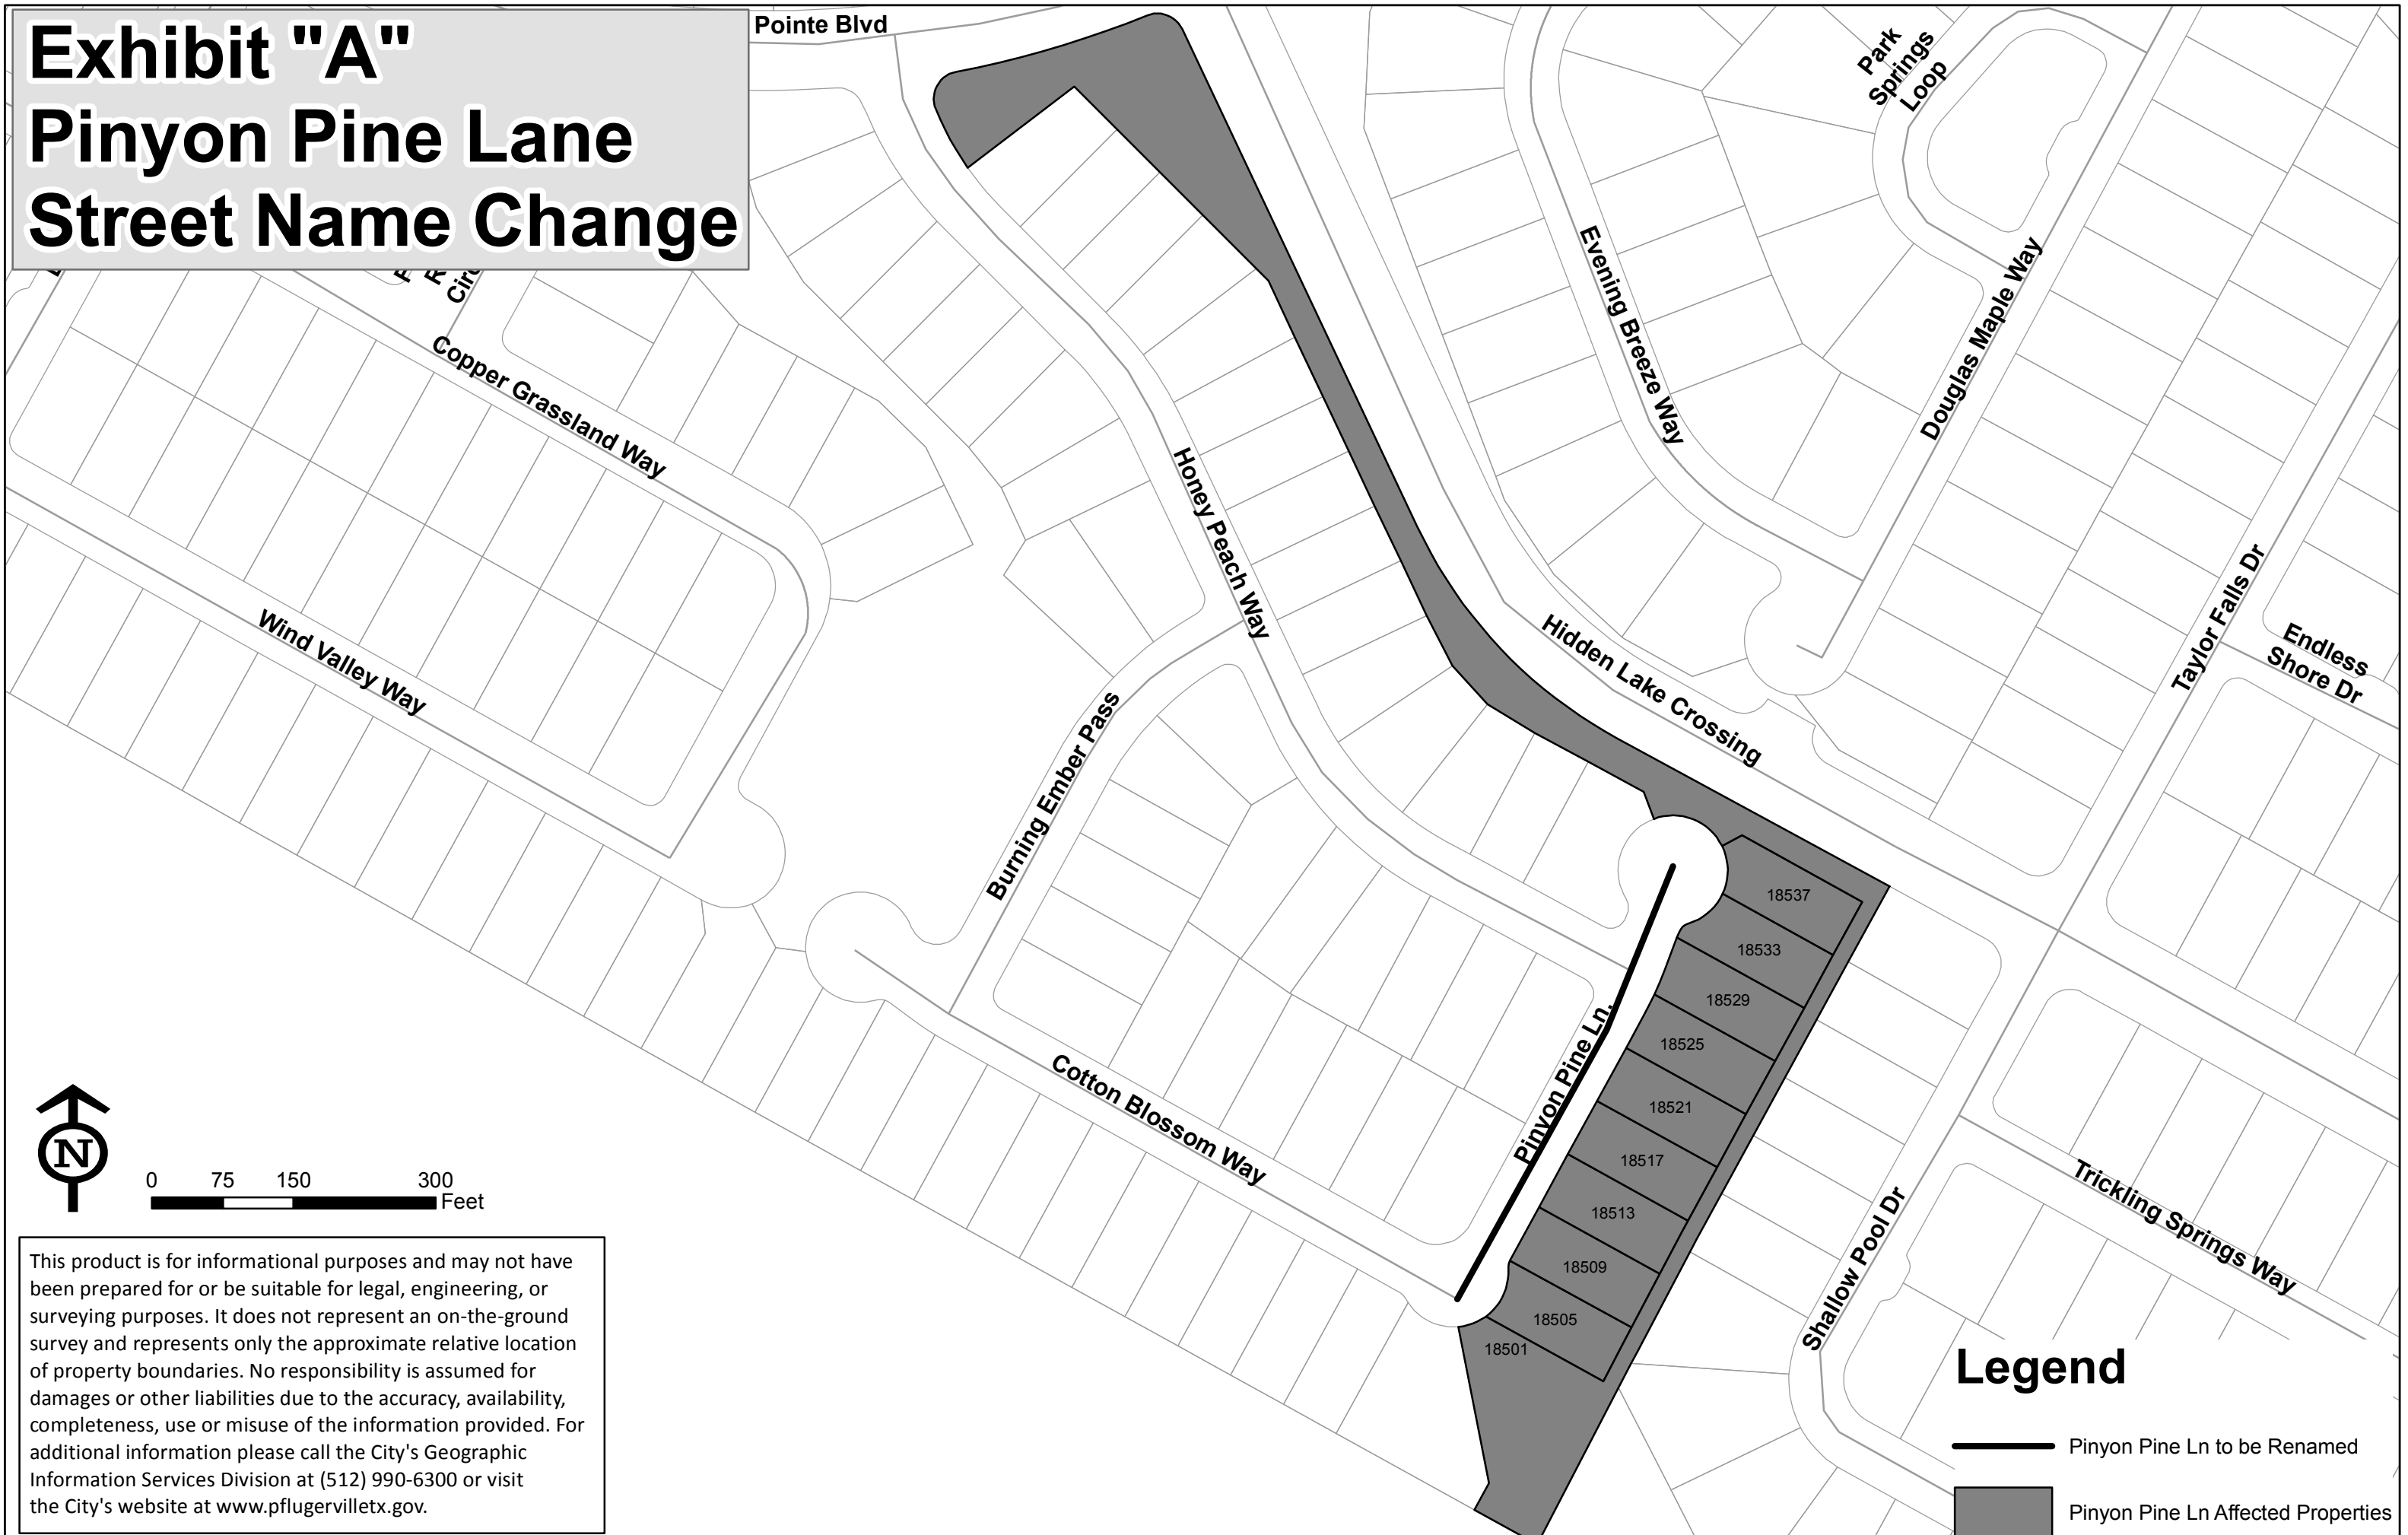 Exhibit "A"
Pinyon Pine Lane
Street Name Change
Pointe Blvd
Park
Springs
Loop
Copper Grassland Way
Wind Valley Way
Honey Peach Way
Burning Ember Pass
Evening Breeze Way
Douglas Maple Way
Hidden Lake Crossing
Taylor Falls Dr
Endless
Shore Dr
Cotton Blossom Way
Pinyon Pine Ln.
Shallow Pool Dr
Trickling Springs Way
18537
18533
18529
18525
18521
18517
18513
18509
18505
18501
N
0 75 150 300
Feet
This product is for informational purposes and may not have
been prepared for or be suitable for legal, engineering, or
surveying purposes. It does not represent an on-the-ground
survey and represents only the approximate relative location
of property boundaries. No responsibility is assumed for
damages or other liabilities due to the accuracy, availability,
completeness, use or misuse of the information provided. For
additional information please call the City's Geographic
Information Services Division at (512) 990-6300 or visit
the City's website at www.pflugervilletx.gov.
Legend
Pinyon Pine Ln to be Renamed
Pinyon Pine Ln Affected Properties